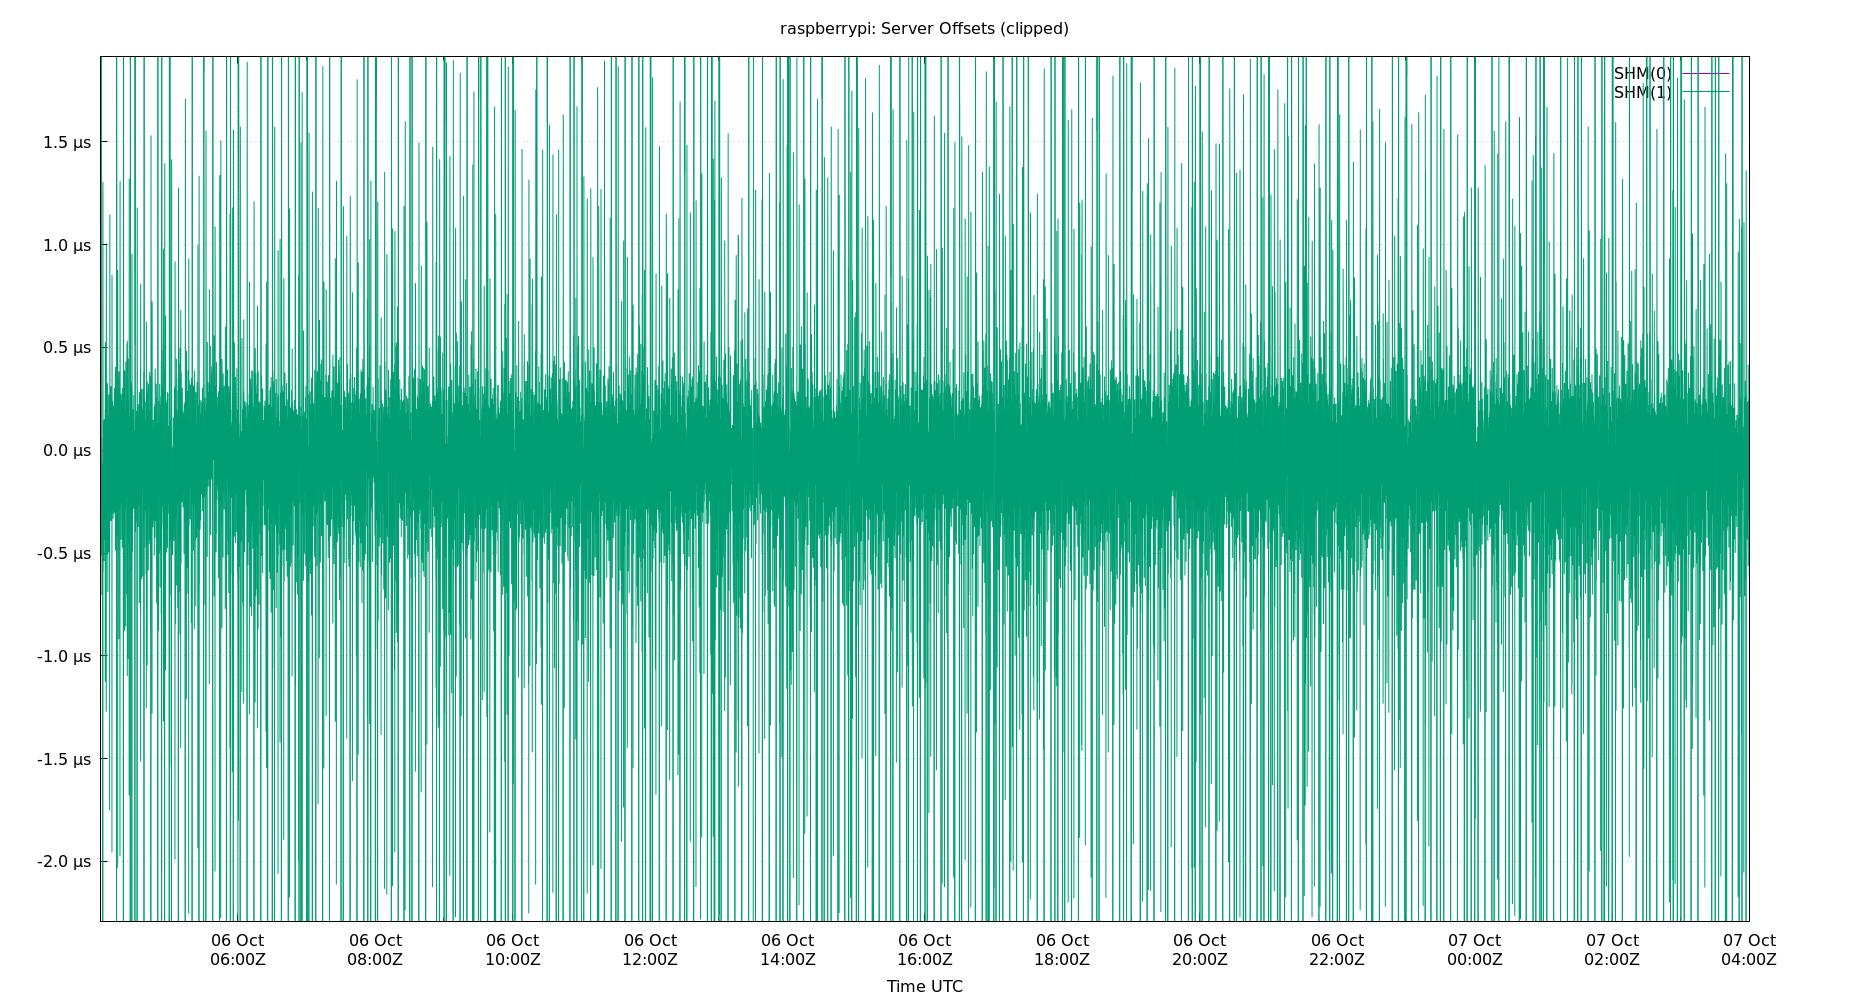 raspberrypi: Server Offsets (clipped)
SHM(0)
SHM(1)
1.5 µs
1.0 µs
0.5 µs
0.0 µs
-0.5 µs
-1.0 µs
-1.5 µs
-2.0 µs
06 Oct 06 Oct 06 Oct 06 Oct 06 Oct 06 Oct 06 Oct 06 Oct 06 Oct 07 Oct 07 Oct 07 Oct
06:00Z 08:00Z 10:00Z 12:00Z 14:00Z 16:00Z 18:00Z 20:00Z 22:00Z 00:00Z 02:00Z 04:00Z
Time UTC